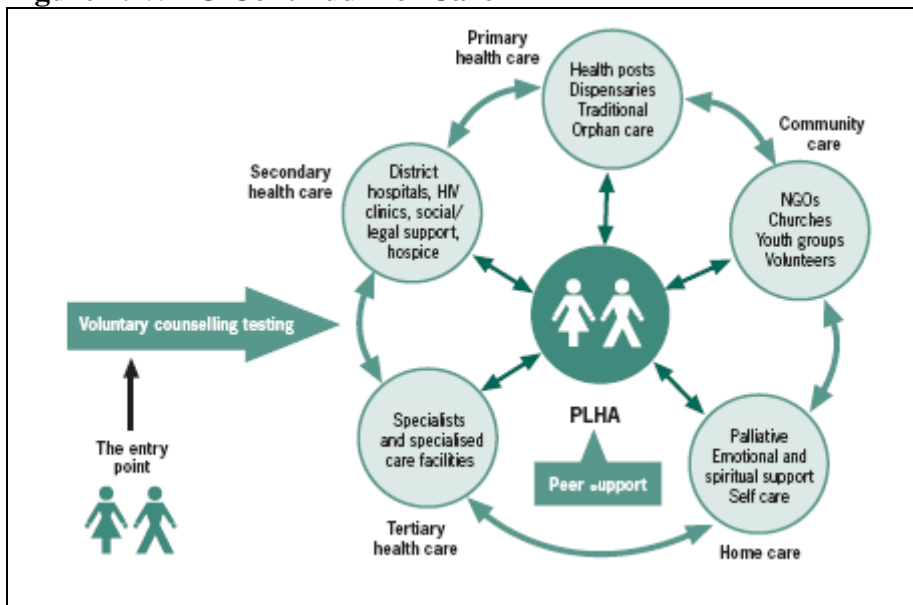 Primary
health care
Health posts
Dispensaries
Traditional
Orphan care
Community
care
NGOs
Churches
Youth groups
Volunteers
Secondary
health care
District
hospitals, HIV
clinics, social/
legal support,
hospice
Voluntary counselling testing
The entry
point
Specialists
and specialised
care facilities
Tertiary
health care
PLHA
Peer support
Palliative
Emotional and
spiritual support
Self care
Home care